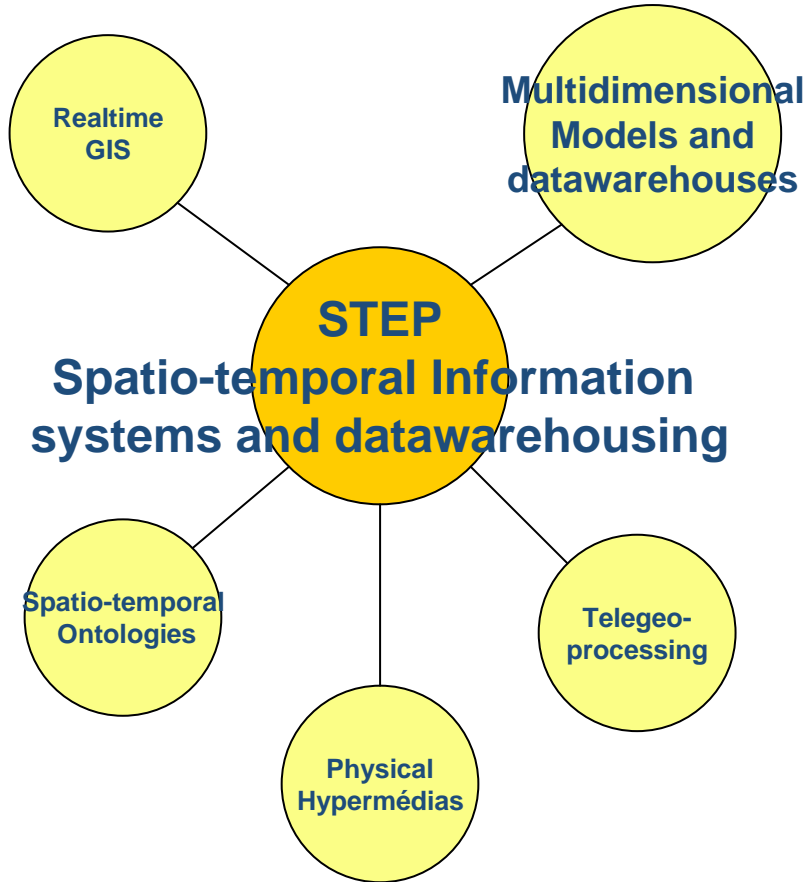 Realtime
GIS
Multidimensional
Models and
datawarehouses
STEP
Spatio-temporal Information
systems and datawarehousing
Spatio-temporal
Ontologies
Telegeo-
processing
Physical
Hypermédias